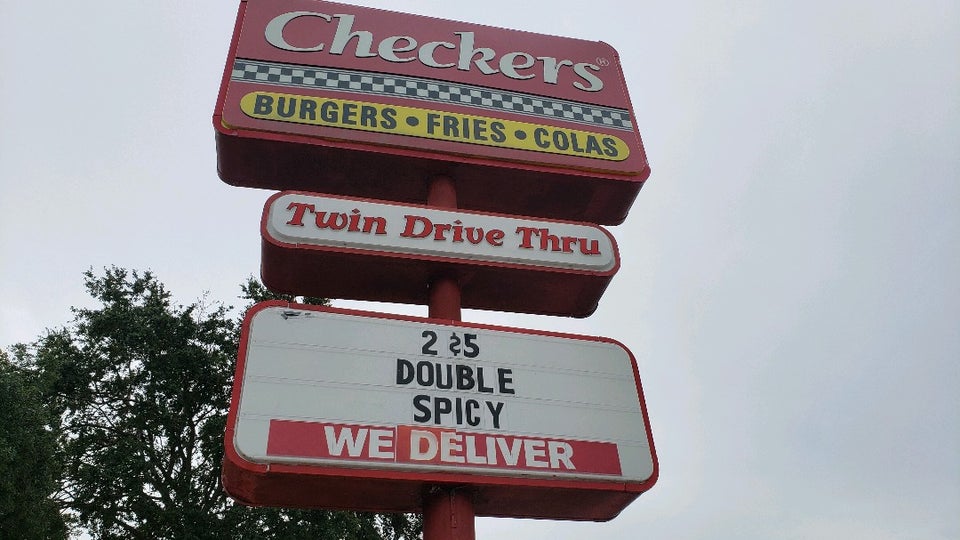 Checkers®
BURGERS • FRIES • COLAS
Twin Drive Thru
2 $5
DOUBLE
SPICY
WE DELIVER